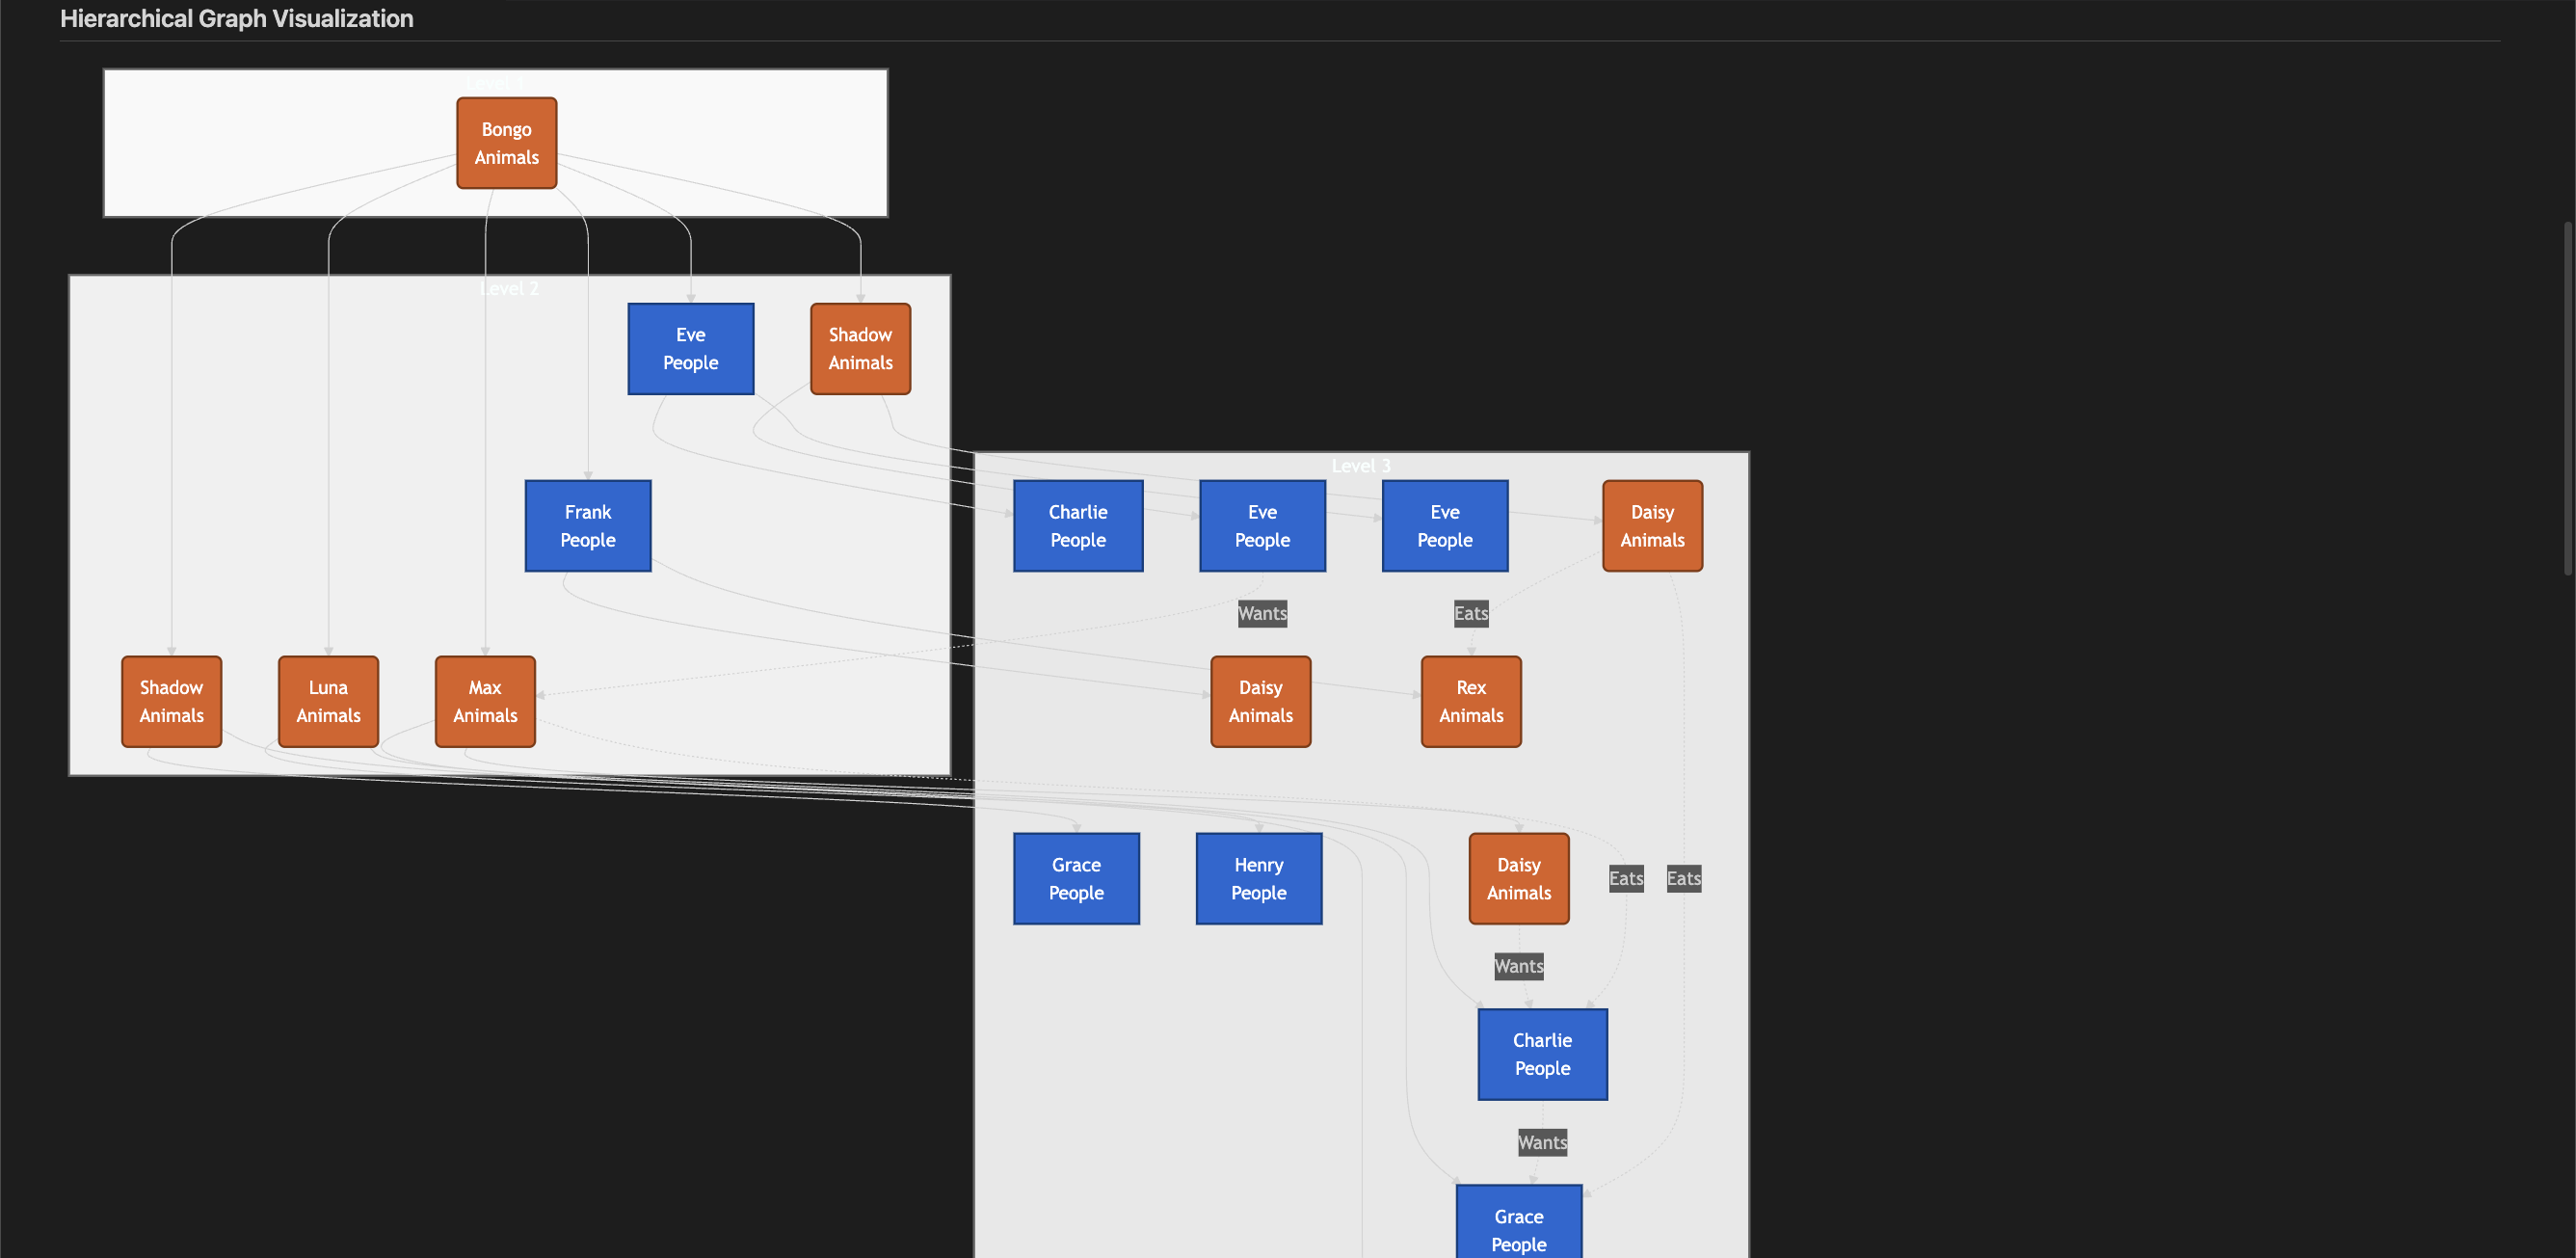 Hierarchical Graph Visualization
Level 1
Bongo
Animals
Level 2
Eve
People
Shadow
Animals
Level 3
Frank
People
Charlie
People
Eve
People
Eve
People
Daisy
Animals
Wants
Eats
Shadow
Animals
Luna
Animals
Max
Animals
Daisy
Animals
Rex
Animals
Grace
People
Henry
People
Daisy
Animals
Eats
Eats
Wants
Charlie
People
Wants
Grace
People